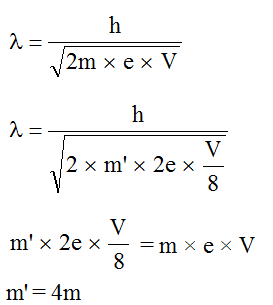 λ = h / √(2m × e × V)
λ = h / √(2 × m' × 2e × V/8)
m' × 2e × V/8 = m × e × V
m' = 4m